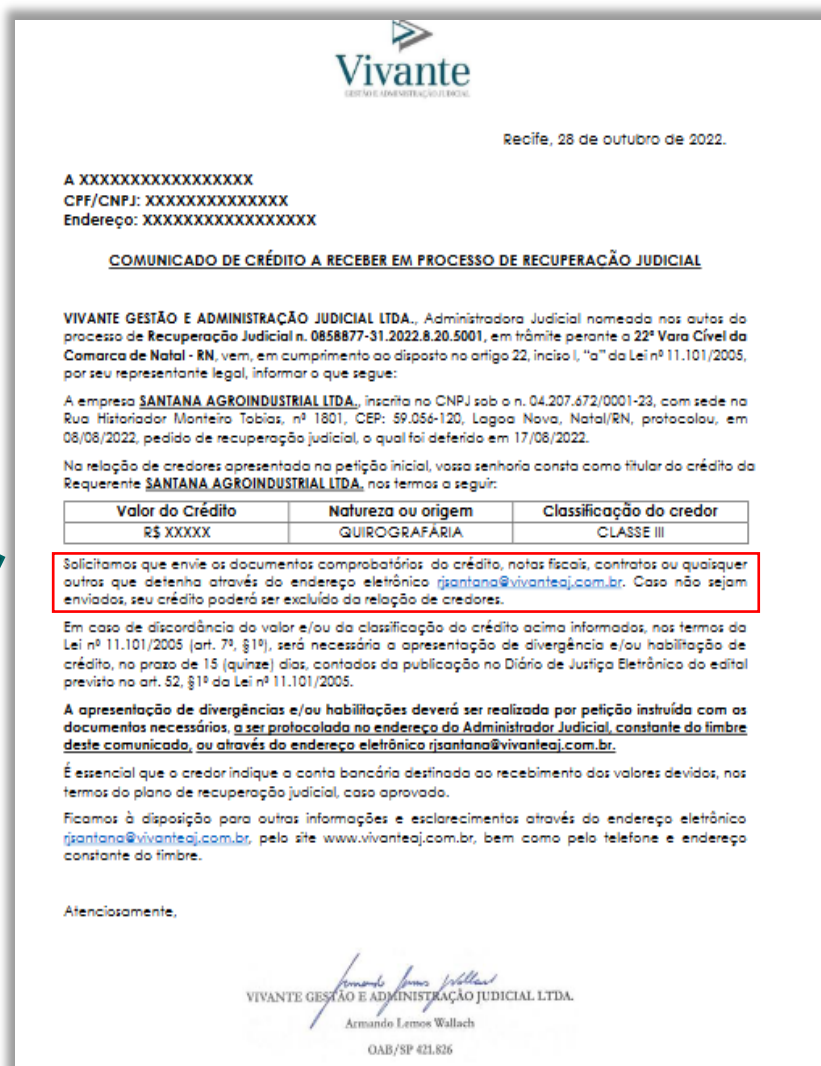 Vivante
GESTÃO E ADMINISTRAÇÃO JUDICIAL
Recife, 28 de outubro de 2022.
A XXXXXXXXXXXXXXXXX
CPF/CNPJ: XXXXXXXXXXXXXX
Endereço: XXXXXXXXXXXXXXXXX
COMUNICADO DE CRÉDITO A RECEBER EM PROCESSO DE RECUPERAÇÃO JUDICIAL
VIVANTE GESTÃO E ADMINISTRAÇÃO JUDICIAL LTDA., Administradora Judicial nomeada nos autos do
processo de Recuperação Judicial n. 0858877-31.2022.8.20.5001, em trâmite perante a 22ª Vara Cível da
Comarca de Natal - RN, vem, em cumprimento ao disposto no artigo 22, inciso I, "a" da Lei nº 11.101/2005,
por seu representante legal, informar o que segue:
A empresa SANTANA AGROINDUSTRIAL LTDA., inscrita no CNPJ sob o n. 04.207.672/0001-23, com sede na
Rua Historiador Monteiro Tobias, nº 1801, CEP: 59.056-120, Lagoa Nova, Natal/RN, protocolou, em
08/08/2022, pedido de recuperação judicial, o qual foi deferido em 17/08/2022.
Na relação de credores apresentada na petição inicial, vossa senhoria consta como titular do crédito da
Requerente SANTANA AGROINDUSTRIAL LTDA. nos termos a seguir:
Valor do Crédito Natureza ou origem Classificação do credor
R$ XXXXX QUIROGRAFÁRIA CLASSE III
Solicitamos que envie os documentos comprobatórios do crédito, notas fiscais, contratos ou quaisquer
outros que detenha através do endereço eletrônico rjsantana@vivanteaj.com.br. Caso não sejam
enviados, seu crédito poderá ser excluído da relação de credores.
Em caso de discordância do valor e/ou da classificação do crédito acima informados, nos termos da
Lei nº 11.101/2005 (art. 7º, §1º), será necessária a apresentação de divergência e/ou habilitação de
crédito, no prazo de 15 (quinze) dias, contados da publicação no Diário de Justiça Eletrônico do edital
previsto no art. 52, §1º da Lei nº 11.101/2005.
A apresentação de divergências e/ou habilitações deverá ser realizada por petição instruída com os
documentos necessários, a ser protocolada no endereço do Administrador Judicial, constante do timbre
deste comunicado, ou através do endereço eletrônico rjsantana@vivanteaj.com.br.
É essencial que o credor indique a conta bancária destinada ao recebimento dos valores devidos, nos
termos do plano de recuperação judicial, caso aprovado.
Ficamos à disposição para outras informações e esclarecimentos através do endereço eletrônico
rjsantana@vivanteaj.com.br, pelo site www.vivanteaj.com.br, bem como pelo telefone e endereço
constante do timbre.
Atenciosamente,
VIVANTE GESTÃO E ADMINISTRAÇÃO JUDICIAL LTDA.
Armando Lemos Wallach
OAB/SP 421.826